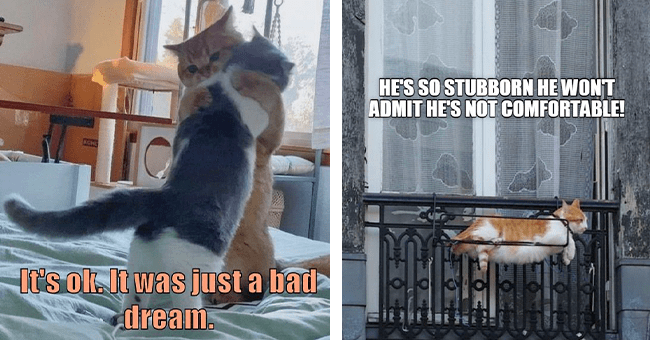 It's ok. It was just a bad
dream.
HE'S SO STUBBORN HE WON'T
ADMIT HE'S NOT COMFORTABLE!